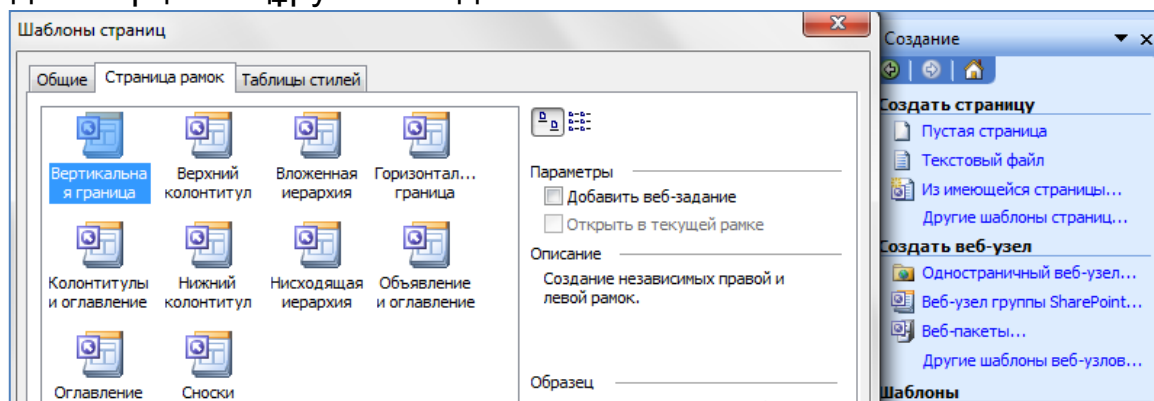 Шаблоны страниц
Общие
Страница рамок
Таблицы стилей
Вертикальна
я граница
Верхний
колонтитул
Вложенная
иерархия
Горизонтал...
граница
Колонтитулы
и оглавление
Нижний
колонтитул
Нисходящая
иерархия
Объявление
и оглавление
Оглавление
Сноски
Параметры
Добавить веб-задание
Открыть в текущей рамке
Описание
Создание независимых правой и
левой рамок.
Образец
Создание
Создать страницу
Пустая страница
Текстовый файл
Из имеющейся страницы...
Другие шаблоны страниц...
Создать веб-узел
Одностраничный веб-узел...
Веб-узел группы SharePoint...
Веб-пакеты...
Другие шаблоны веб-узлов...
Шаблоны